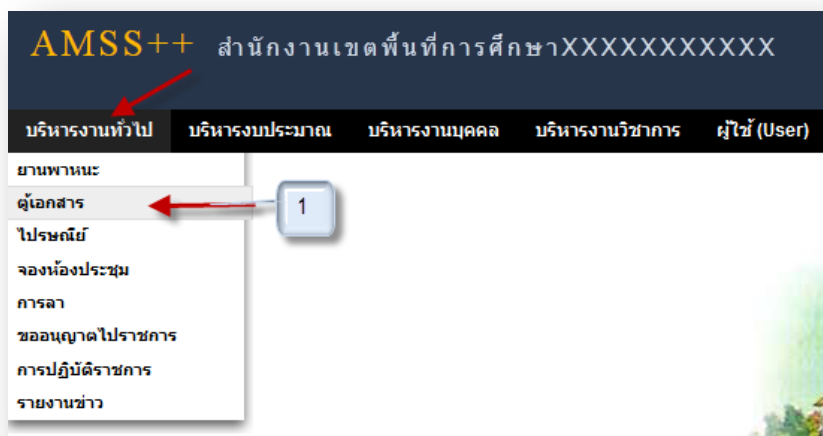 AMSS++ สำนักงานเขตพื้นที่การศึกษาXXXXXXXXXXX
บริหารงานทั่วไป บริหารงบประมาณ บริหารงานบุคคล บริหารงานวิชาการ ผู้ใช้ (User)
ยานพาหนะ
ตู้เอกสาร
1
ไปรษณีย์
จองห้องประชุม
การลา
ขออนุญาตไปราชการ
การปฏิบัติราชการ
รายงานข่าว